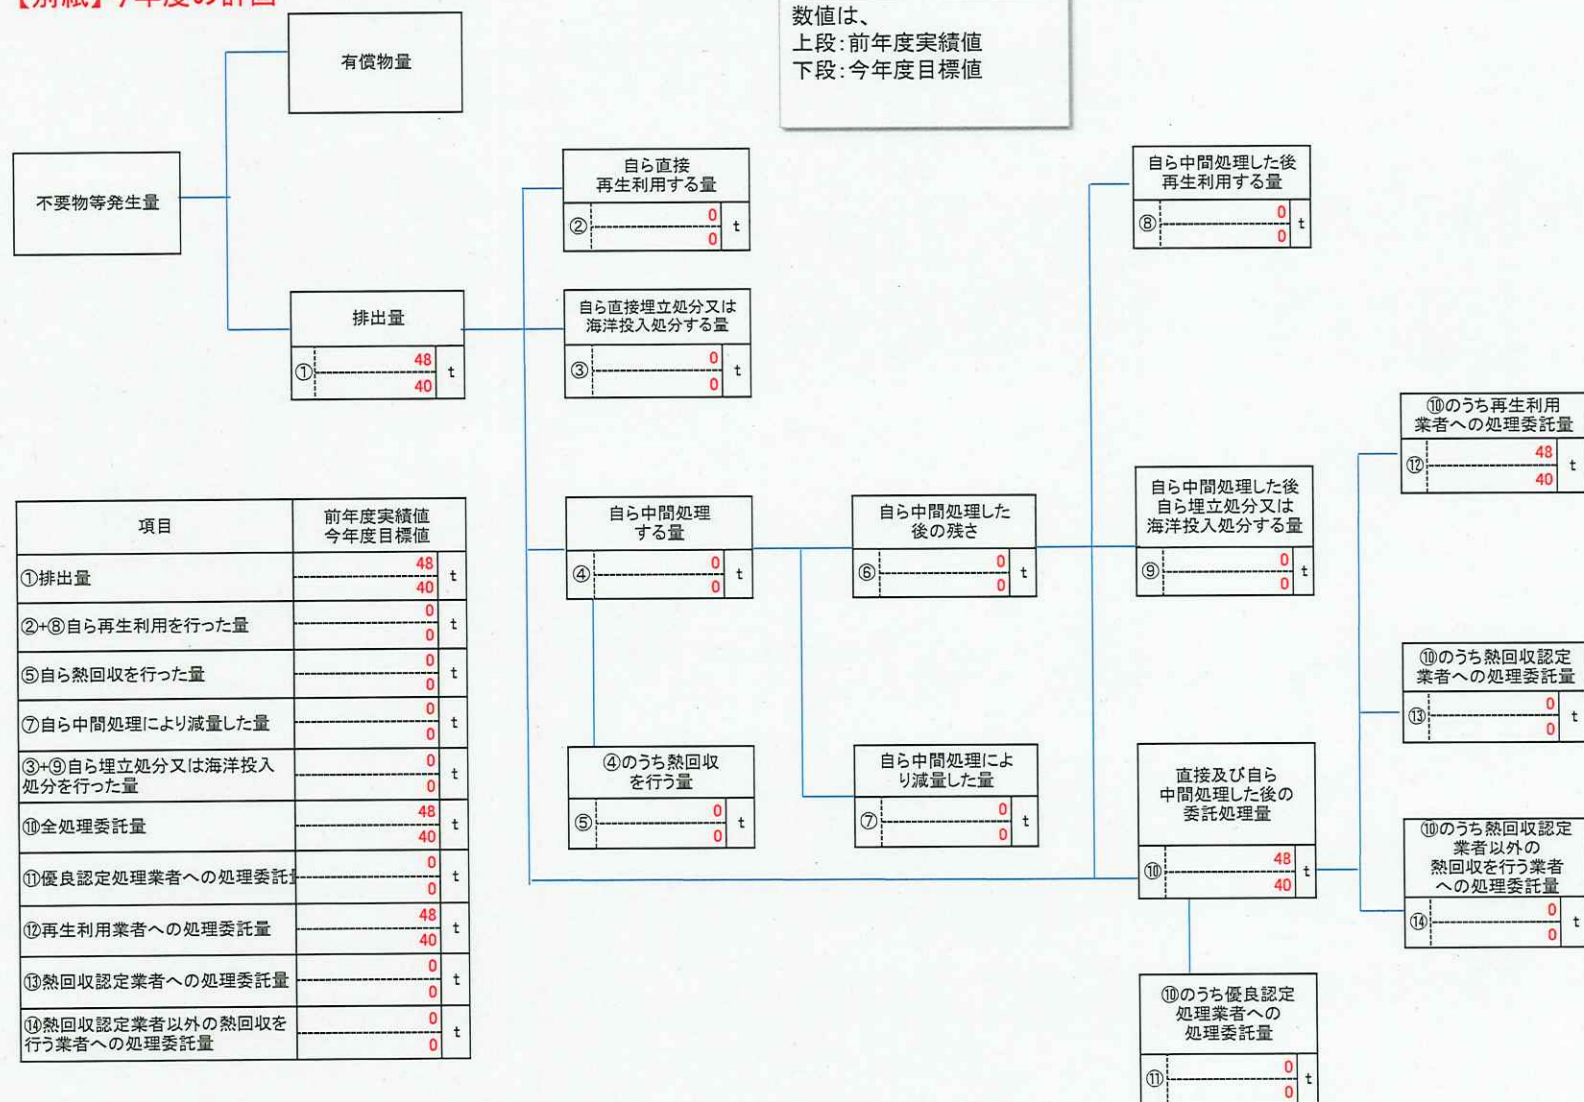 【別紙】今年度の計画
数値は、
上段：前年度実績値
下段：今年度目標値
有償物量
不要物等発生量
排出量
①
48
40
t
自ら直接
再生利用する量
②
0
0
t
自ら直接埋立処分又は
海洋投入処分する量
③
0
0
t
自ら中間処理
する量
④
0
0
t
④のうち熱回収
を行う量
⑤
0
0
t
自ら中間処理した
後の残さ
⑥
0
0
t
自ら中間処理によ
り減量した量
⑦
0
0
t
自ら中間処理した後
再生利用する量
⑧
0
0
t
自ら中間処理した後
自ら埋立処分又は
海洋投入処分する量
⑨
0
0
t
直接及び自ら
中間処理した後の
委託処理量
⑩
48
40
t
⑩のうち優良認定
処理業者への
処理委託量
⑪
0
0
t
⑩のうち再生利用
業者への処理委託量
⑫
48
40
t
⑩のうち熱回収認定
業者への処理委託量
⑬
0
0
t
⑩のうち熱回収認定
業者以外の
熱回収を行う業者
への処理委託量
⑭
0
0
t
項目
前年度実績値
今年度目標値
①排出量
48
40
t
②+⑧自ら再生利用を行った量
0
0
t
⑤自ら熱回収を行った量
0
0
t
⑦自ら中間処理により減量した量
0
0
t
③+⑨自ら埋立処分又は海洋投入
処分を行った量
0
0
t
⑩全処理委託量
48
40
t
⑪優良認定処理業者への処理委託
0
0
t
⑫再生利用業者への処理委託量
48
40
t
⑬熱回収認定業者への処理委託量
0
0
t
⑭熱回収認定業者以外の熱回収を
行う業者への処理委託量
0
0
t